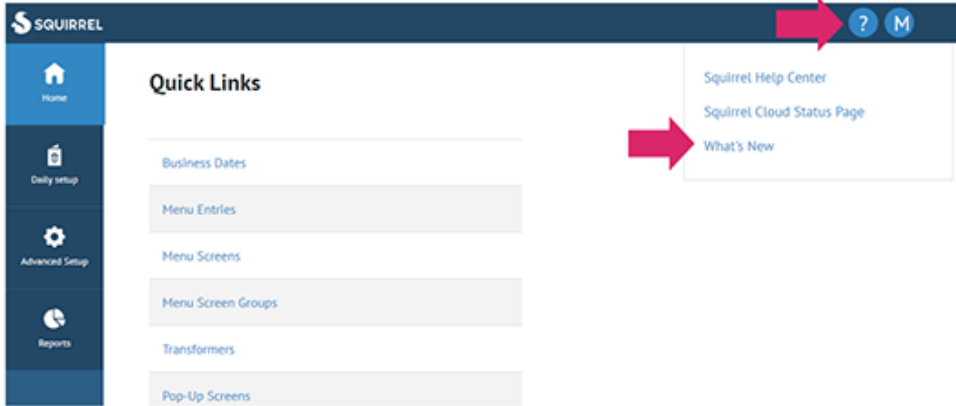 SQUIRREL
? M
Home
Daily setup
Advanced Setup
Reports
Quick Links
Business Dates
Menu Entries
Menu Screens
Menu Screen Groups
Transformers
Pop-Up Screens
Squirrel Help Center
Squirrel Cloud Status Page
What's New